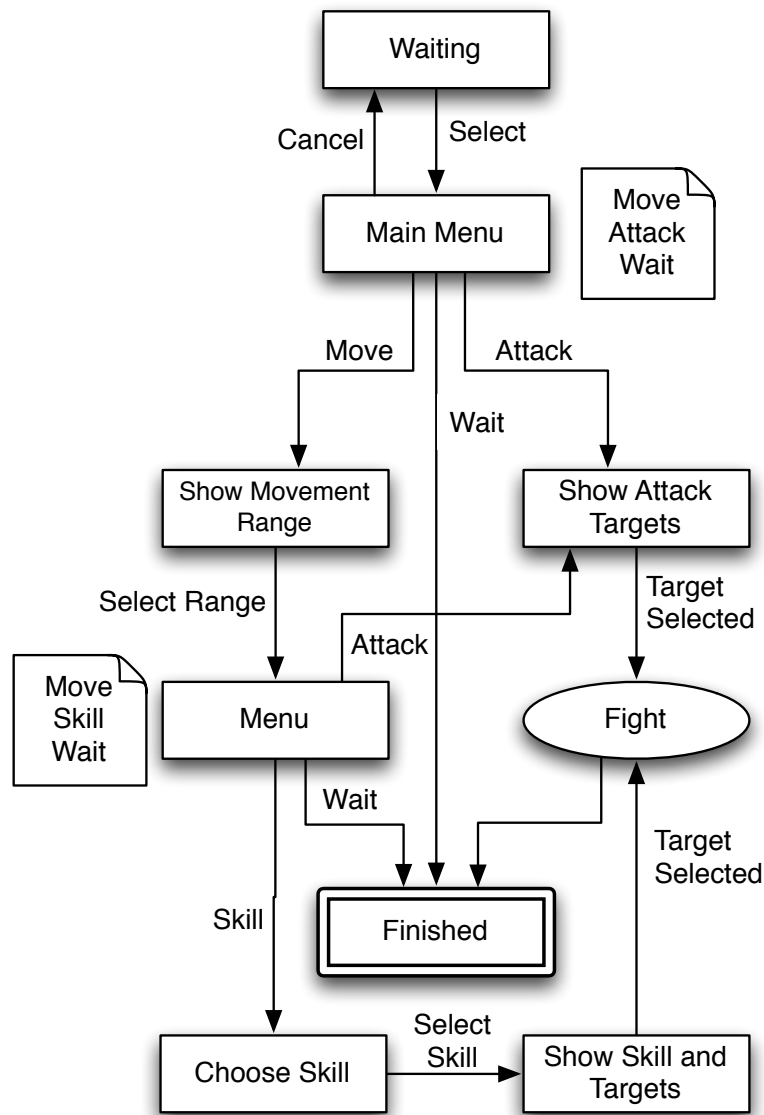 Waiting
Cancel
Select
Main Menu
Move
Attack
Wait
Move
Attack
Wait
Show Movement
Range
Show Attack
Targets
Select Range
Target
Selected
Attack
Move
Skill
Wait
Menu
Fight
Wait
Target
Selected
Skill
Finished
Choose Skill
Select
Skill
Show Skill and
Targets